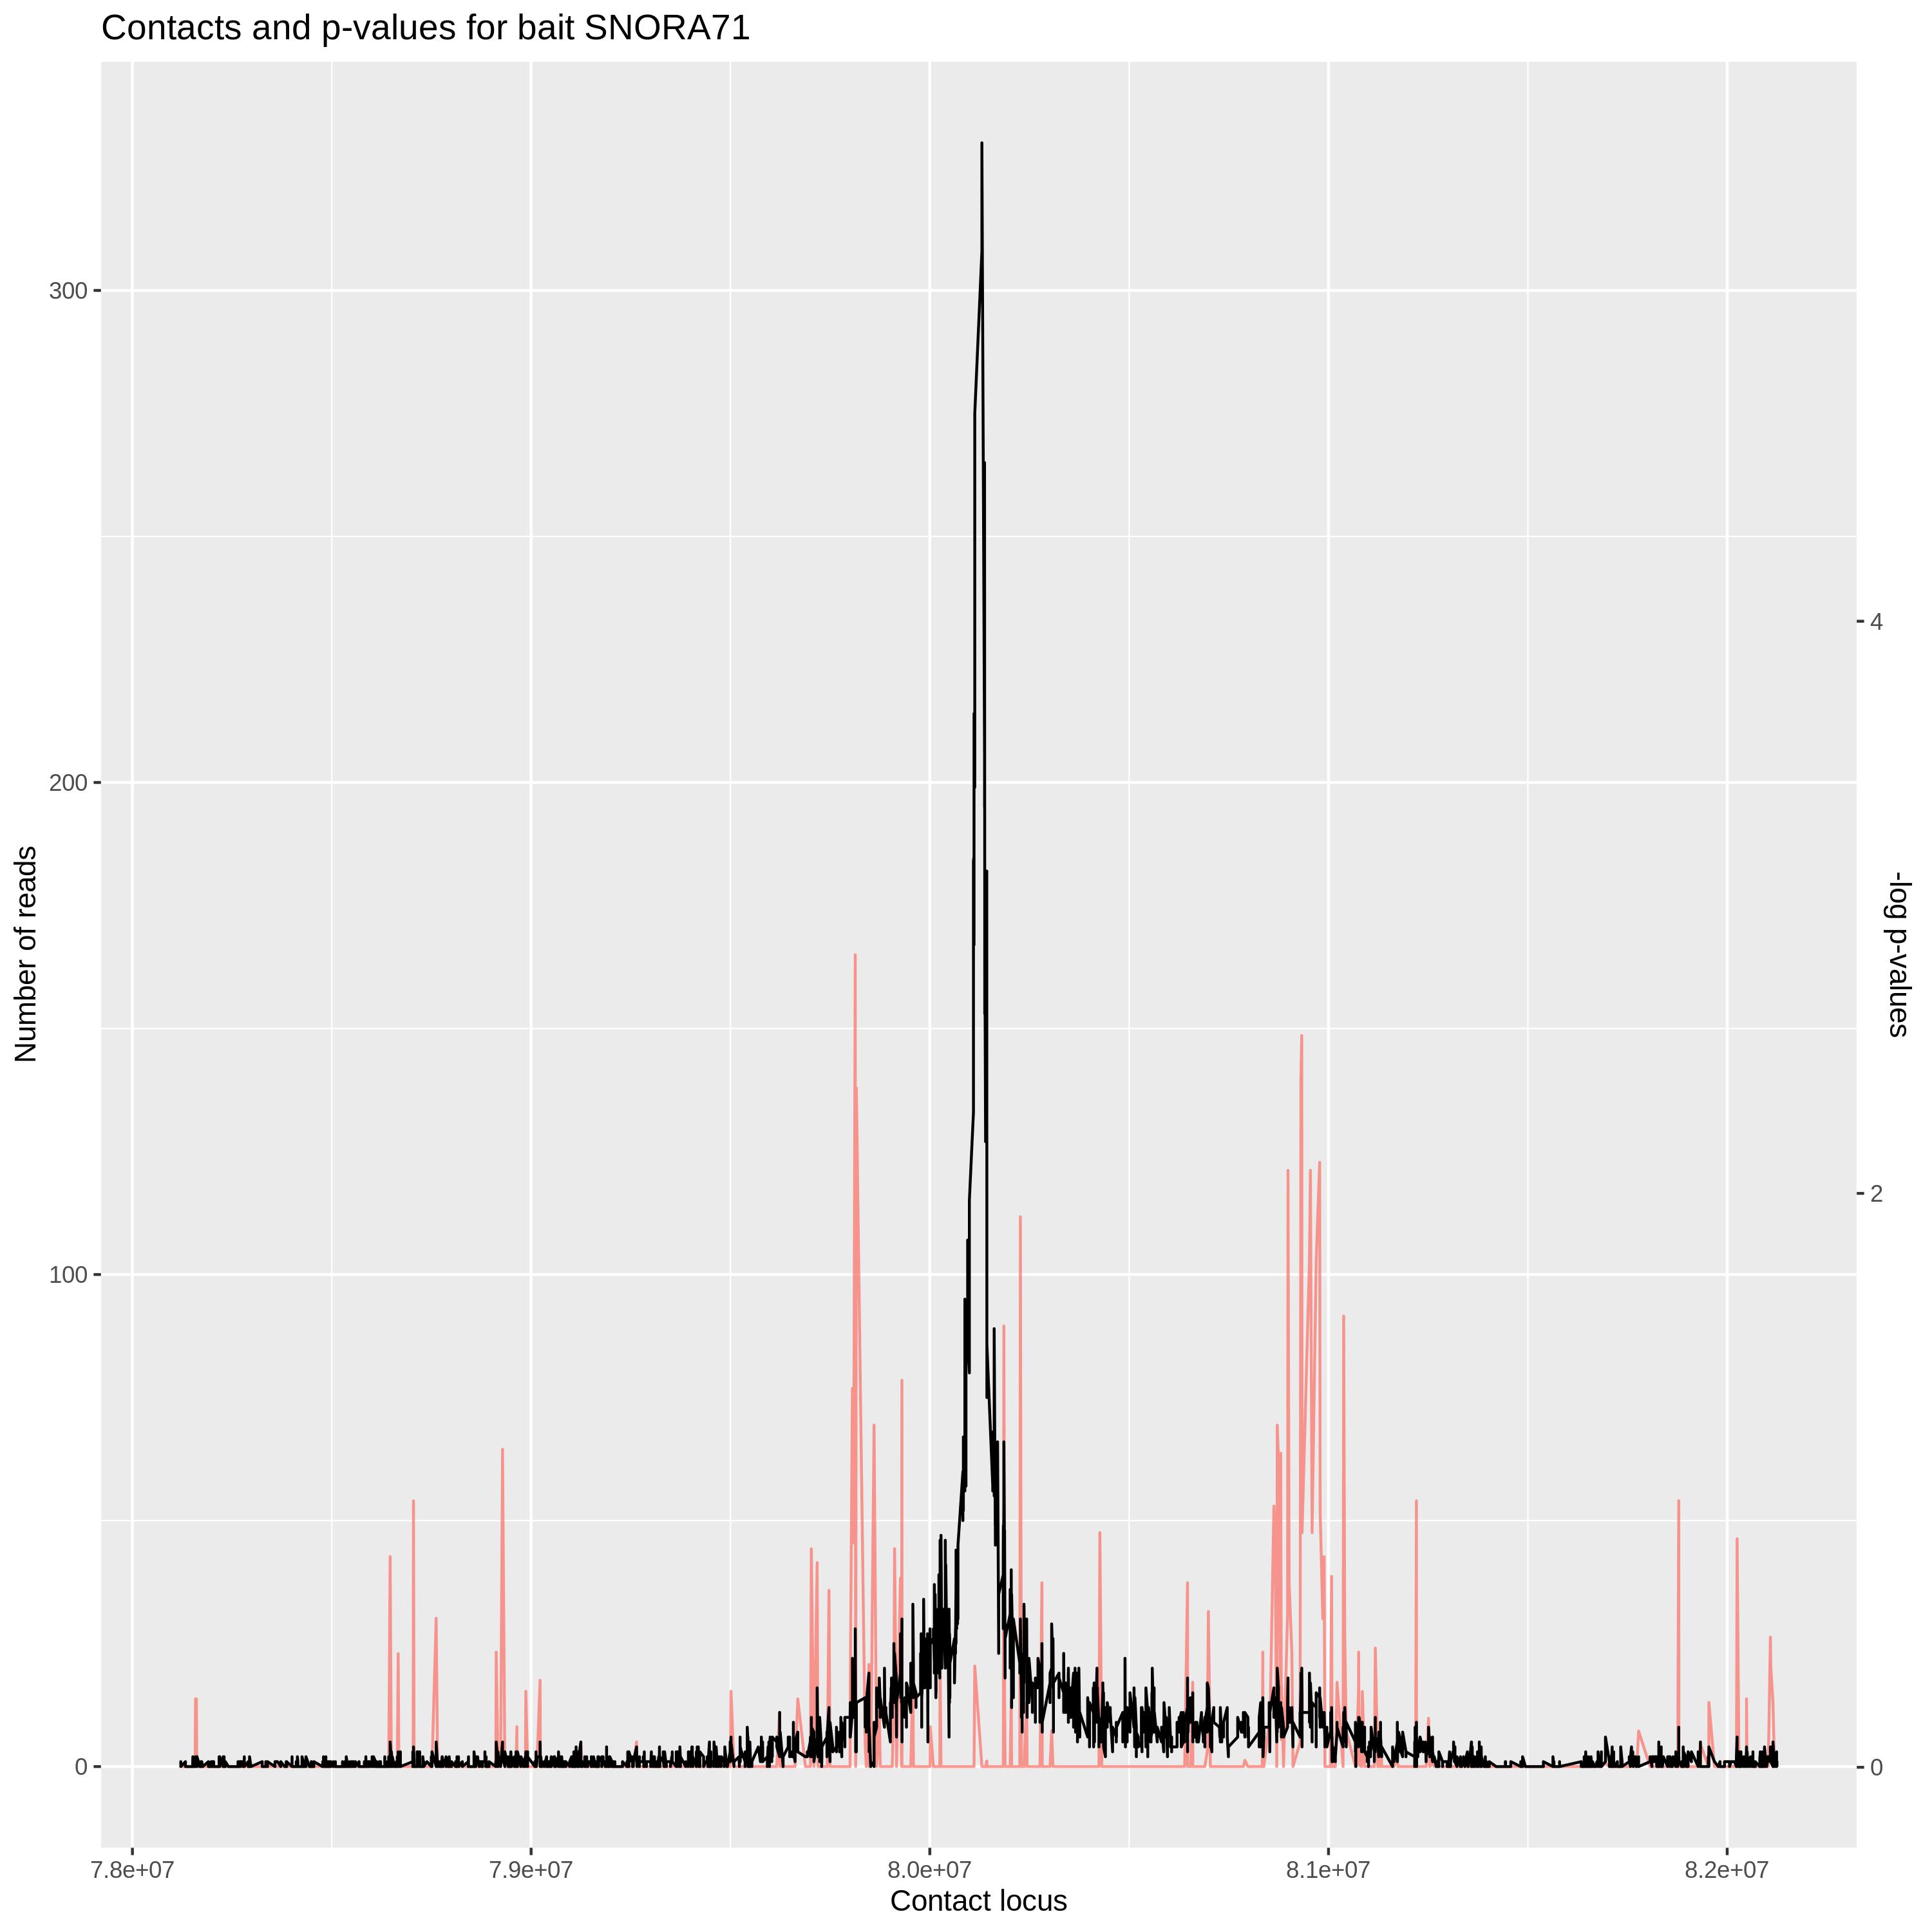 Contacts and p-values for bait SNORA71
Number of reads
300
200
100
0
4
2
0
-log p-values
7.8e+07
7.9e+07
8.0e+07
8.1e+07
8.2e+07
Contact locus